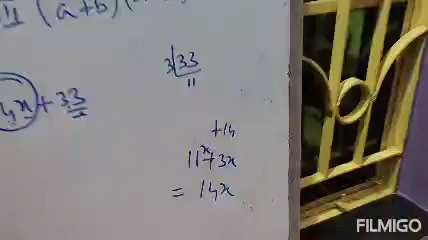 (a+b)(
3|33
11
4x + 33
+14
11x+3x
= 14x
FILMIGO